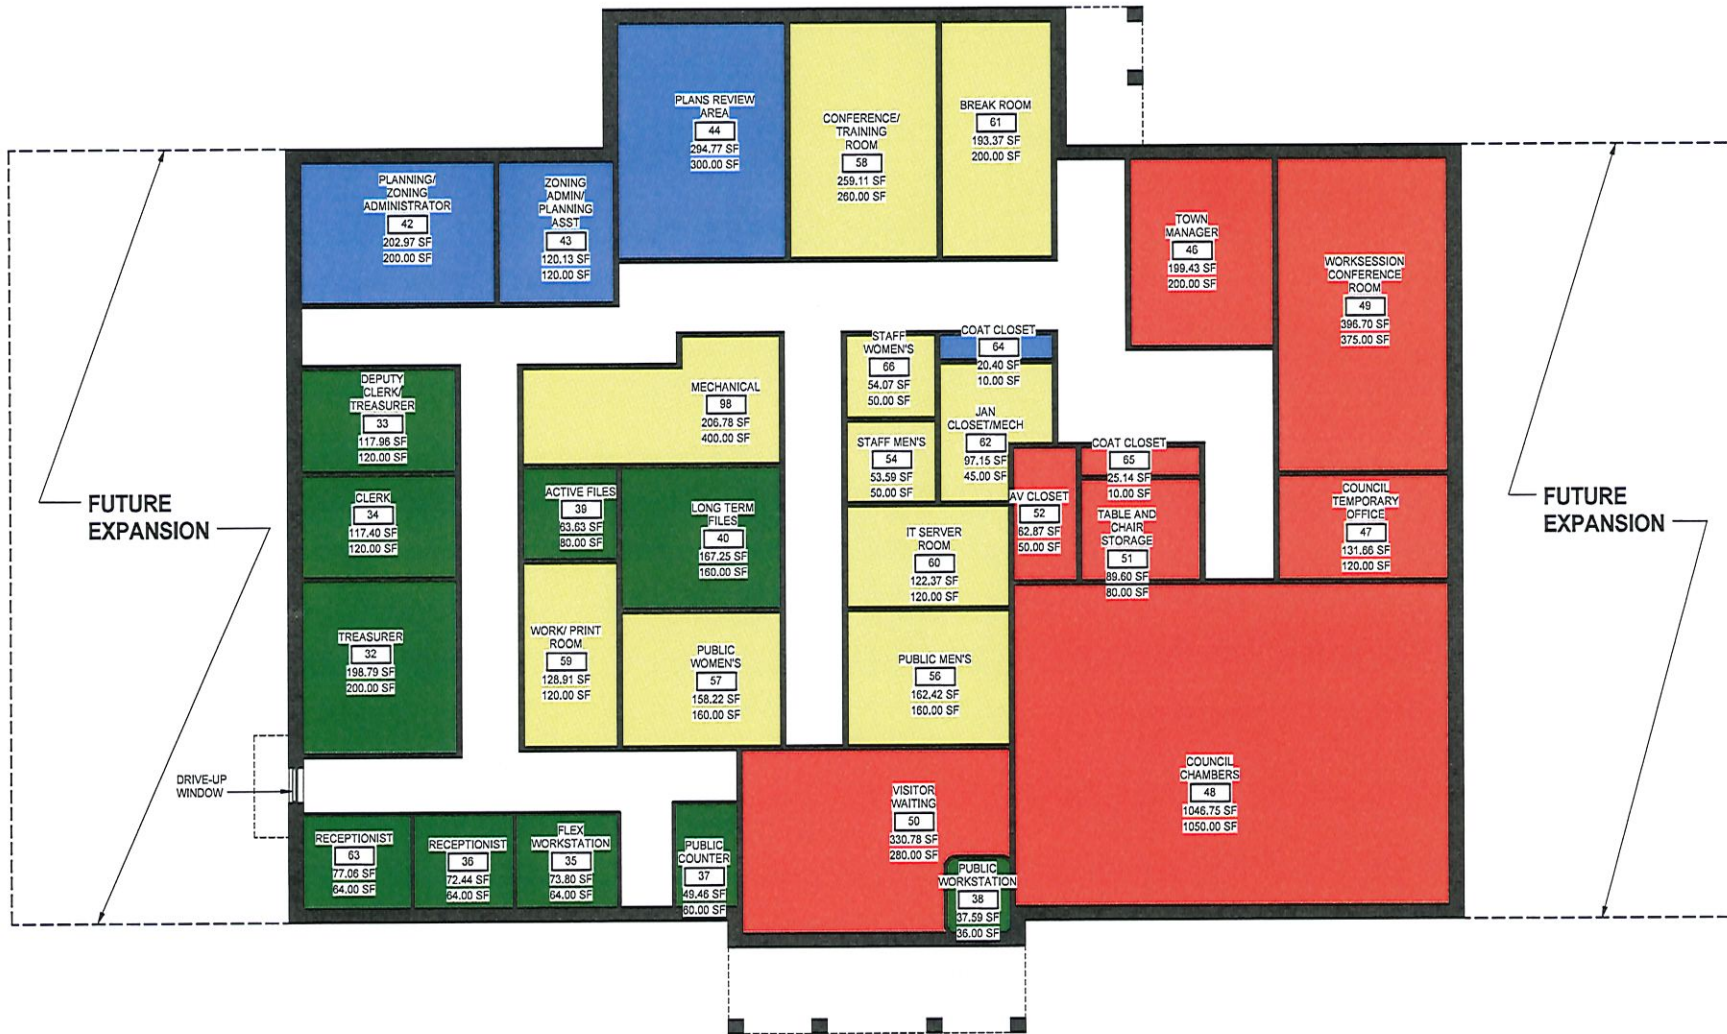 PLANS REVIEW
AREA
44
294.77 SF
300.00 SF
CONFERENCE/
TRAINING
ROOM
58
259.11 SF
260.00 SF
BREAK ROOM
61
193.37 SF
200.00 SF
PLANNING/
ZONING
ADMINISTRATOR
42
202.97 SF
200.00 SF
ZONING
ADMIN/
PLANNING
ASST
43
120.13 SF
120.00 SF
TOWN
MANAGER
46
199.43 SF
200.00 SF
WORKSESSION
CONFERENCE
ROOM
49
396.70 SF
375.00 SF
STAFF
WOMEN'S
66
54.07 SF
50.00 SF
COAT CLOSET
64
20.40 SF
10.00 SF
DEPUTY
CLERK/
TREASURER
33
117.96 SF
120.00 SF
MECHANICAL
98
206.78 SF
400.00 SF
JAN
CLOSET/MECH
62
97.15 SF
45.00 SF
STAFF MEN'S
54
53.59 SF
50.00 SF
COAT CLOSET
65
25.14 SF
10.00 SF
FUTURE
EXPANSION
CLERK
34
117.40 SF
120.00 SF
ACTIVE FILES
39
63.63 SF
80.00 SF
LONG TERM
FILES
40
167.25 SF
160.00 SF
AV CLOSET
52
62.87 SF
50.00 SF
TABLE AND
CHAIR
STORAGE
51
89.60 SF
80.00 SF
COUNCIL
TEMPORARY
OFFICE
47
131.66 SF
120.00 SF
FUTURE
EXPANSION
IT SERVER
ROOM
60
122.37 SF
120.00 SF
TREASURER
32
198.79 SF
200.00 SF
WORK/ PRINT
ROOM
59
128.91 SF
120.00 SF
PUBLIC
WOMEN'S
57
158.22 SF
160.00 SF
PUBLIC MEN'S
56
162.42 SF
160.00 SF
DRIVE-UP
WINDOW
VISITOR
WAITING
50
330.78 SF
280.00 SF
COUNCIL
CHAMBERS
48
1046.75 SF
1050.00 SF
RECEPTIONIST
63
77.06 SF
64.00 SF
RECEPTIONIST
36
72.44 SF
64.00 SF
FLEX
WORKSTATION
35
73.80 SF
64.00 SF
PUBLIC
COUNTER
37
49.46 SF
60.00 SF
PUBLIC
WORKSTATION
38
37.59 SF
36.00 SF